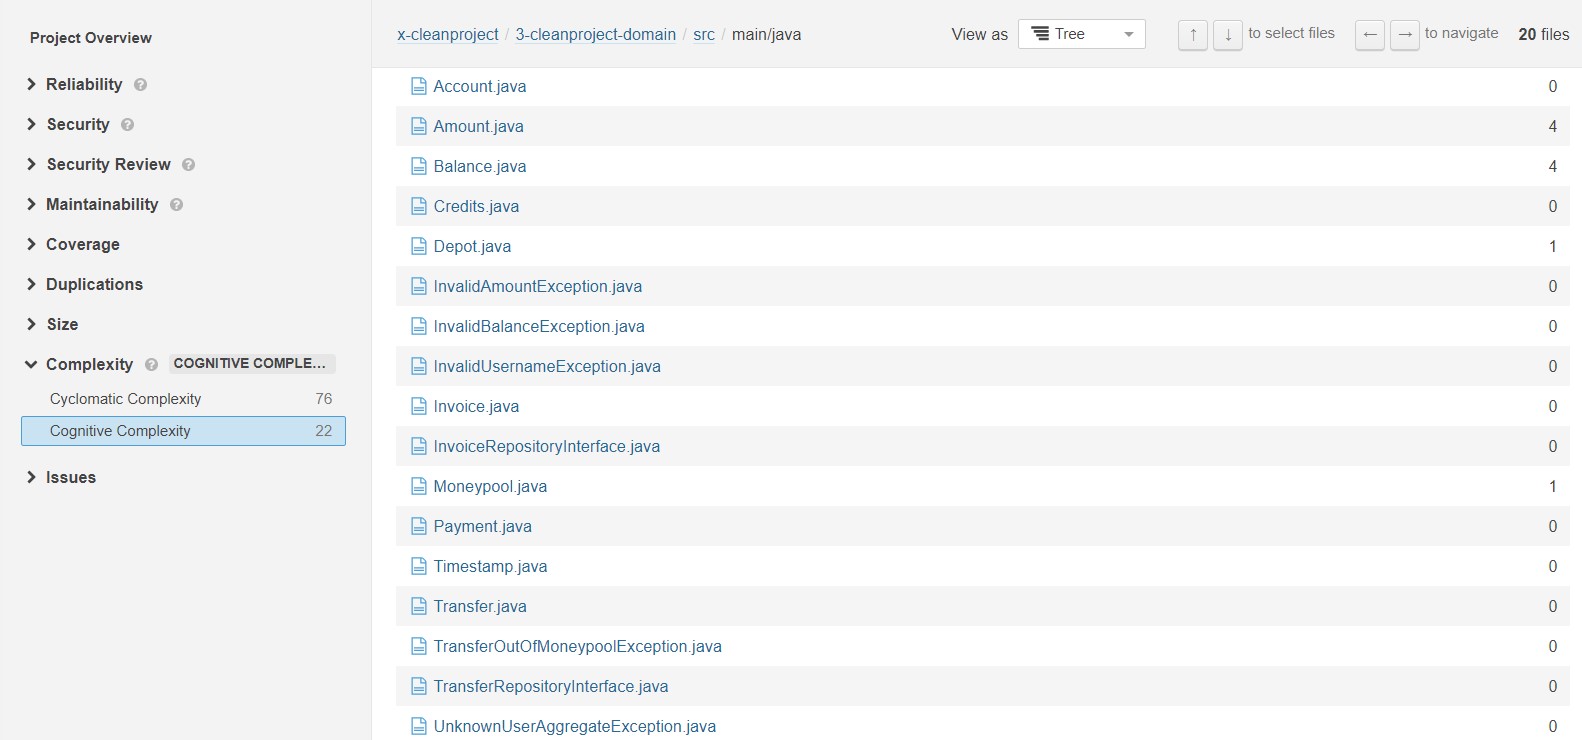 Project Overview
Reliability ?
Security ?
Security Review ?
Maintainability ?
Coverage
Duplications
Size
Complexity ? COGNITIVE COMPLE...
Cyclomatic Complexity 76
Cognitive Complexity 22
Issues
x-cleanproject / 3-cleanproject-domain / src / main/java
View as Tree ↑ ↓ to select files ← → to navigate 20 files
Account.java 0
Amount.java 4
Balance.java 4
Credits.java 0
Depot.java 1
InvalidAmountException.java 0
InvalidBalanceException.java 0
InvalidUsernameException.java 0
Invoice.java 0
InvoiceRepositoryInterface.java 0
Moneypool.java 1
Payment.java 0
Timestamp.java 0
Transfer.java 0
TransferOutOfMoneypoolException.java 0
TransferRepositoryInterface.java 0
UnknownUserAggregateException.java 0